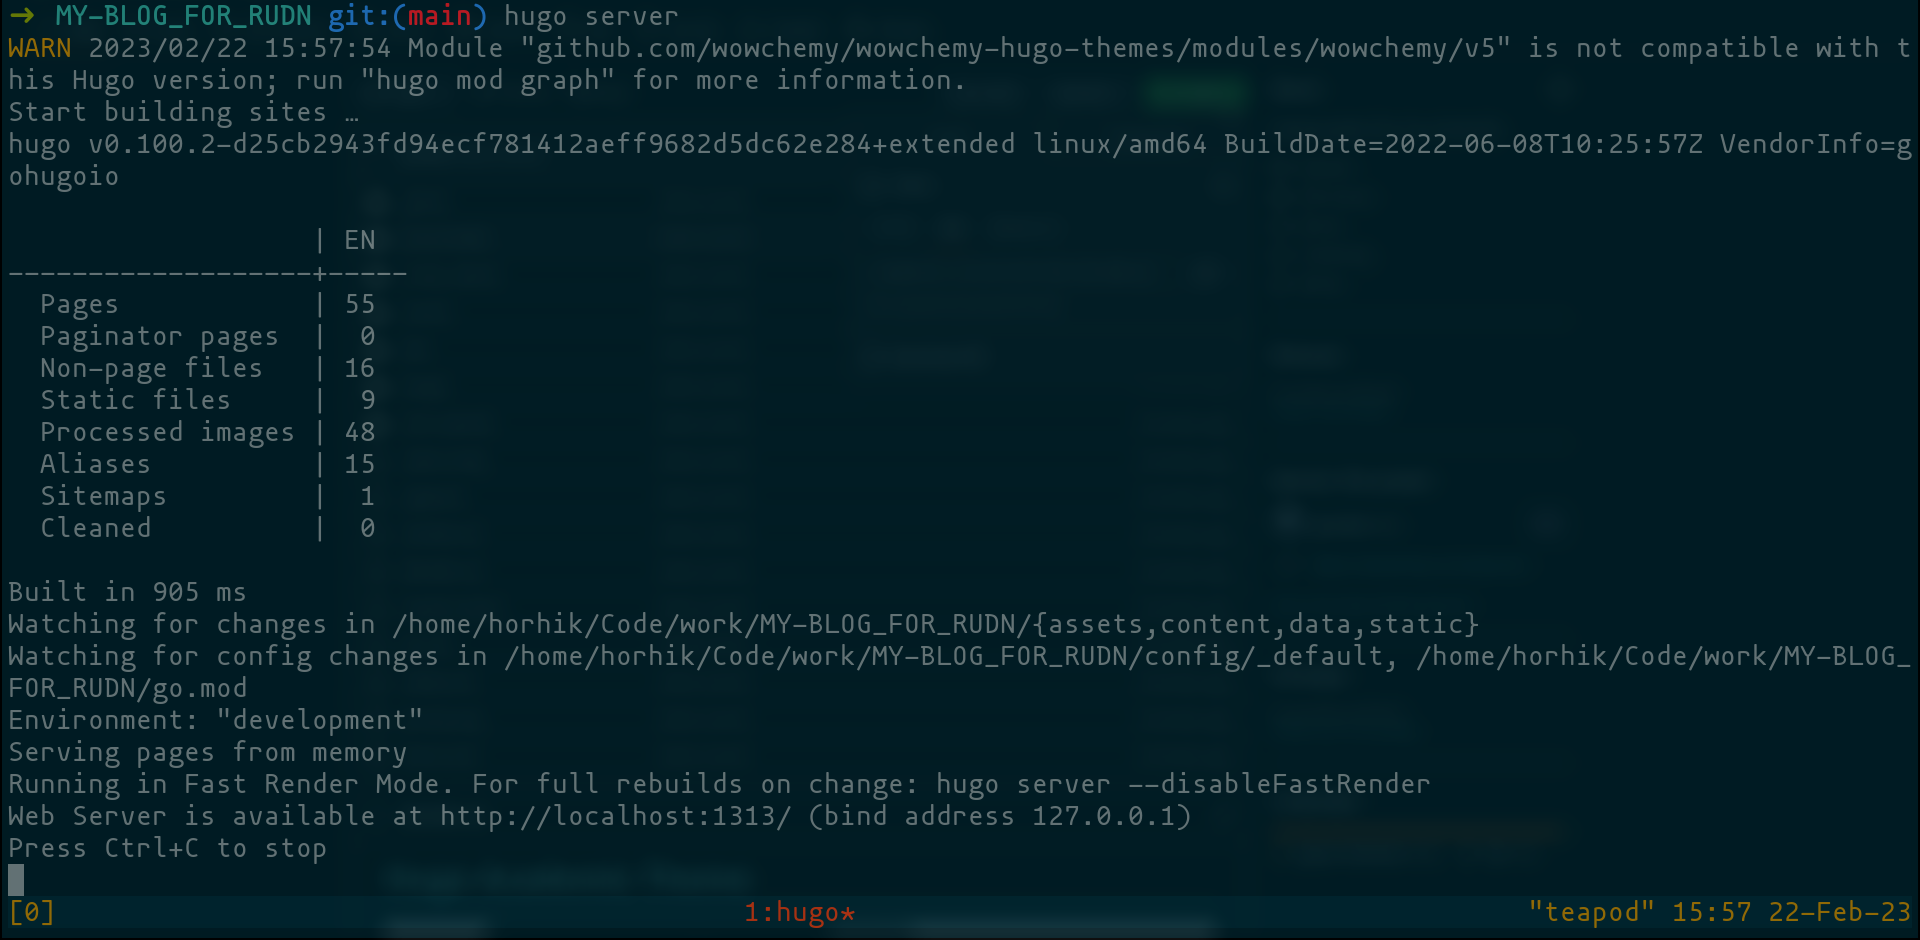 → MY-BLOG_FOR_RUDN git:(main) hugo server
WARN 2023/02/22 15:57:54 Module "github.com/wowchemy/wowchemy-hugo-themes/modules/wowchemy/v5" is not compatible with t
his Hugo version; run "hugo mod graph" for more information.
Start building sites …
hugo v0.100.2-d25cb2943fd94ecf781412aeff9682d5dc62e284+extended linux/amd64 BuildDate=2022-06-08T10:25:57Z VendorInfo=g
ohugoio
                   | EN
-------------------+-----
  Pages            | 55
  Paginator pages  |  0
  Non-page files   | 16
  Static files     |  9
  Processed images | 48
  Aliases          | 15
  Sitemaps         |  1
  Cleaned          |  0
Built in 905 ms
Watching for changes in /home/horhik/Code/work/MY-BLOG_FOR_RUDN/{assets,content,data,static}
Watching for config changes in /home/horhik/Code/work/MY-BLOG_FOR_RUDN/config/_default, /home/horhik/Code/work/MY-BLOG_
FOR_RUDN/go.mod
Environment: "development"
Serving pages from memory
Running in Fast Render Mode. For full rebuilds on change: hugo server --disableFastRender
Web Server is available at http://localhost:1313/ (bind address 127.0.0.1)
Press Ctrl+C to stop
[0] 1:hugo* "teapod" 15:57 22-Feb-23